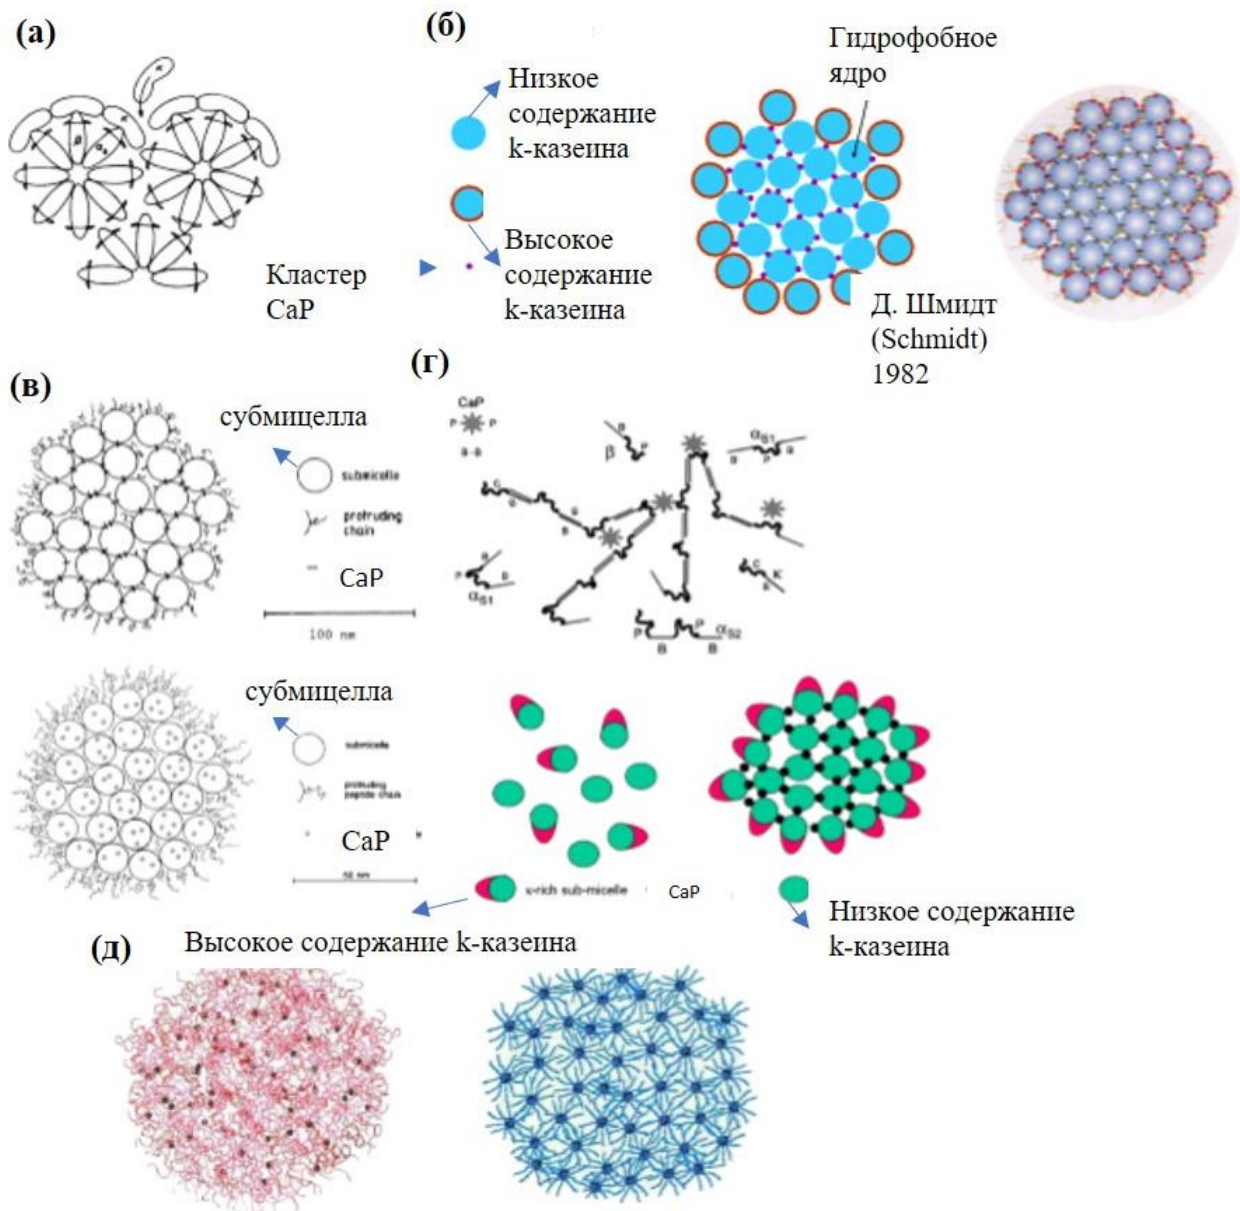 (а)
(б)
Низкое
содержание
k-казеина
Гидрофобное
ядро
Кластер
СаР
Высокое
содержание
k-казеина
Д. Шмидт
(Schmidt)
1982
(в)
субмицелла
submicelle
protruding
chain
CaP
100 nm
(г)
CaP
P P
B-B
B
P
β
αS1
B P B
αS1
αS2
P
P
B
B
C
K
субмицелла
submicelle
protruding
peptide chain
CaP
50 nm
κ-rich sub-micelle
CaP
Низкое содержание
k-казеина
Высокое содержание k-казеина
(д)